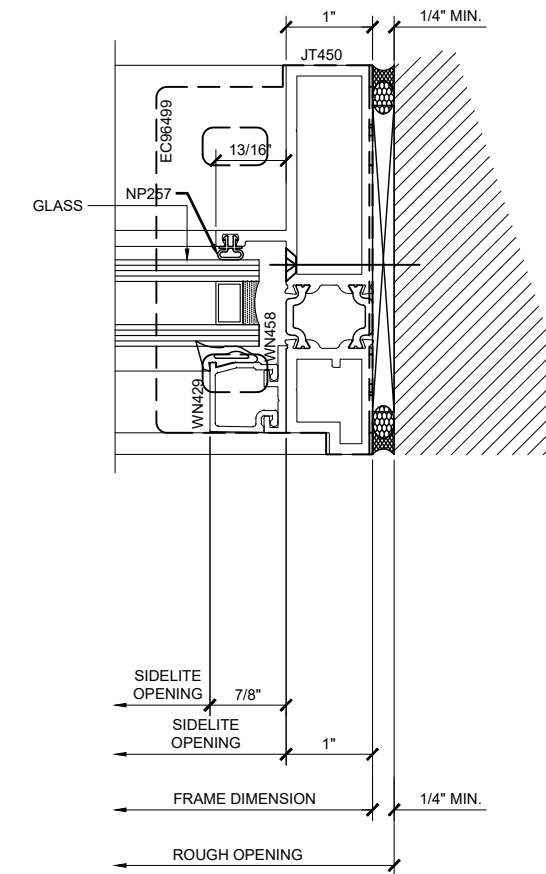 1" 1/4" MIN.
JT450
EC96499
13/16"
NP257
GLASS
WN458
WN429
SIDELITE
OPENING 7/8"
SIDELITE
OPENING 1"
FRAME DIMENSION 1/4" MIN.
ROUGH OPENING